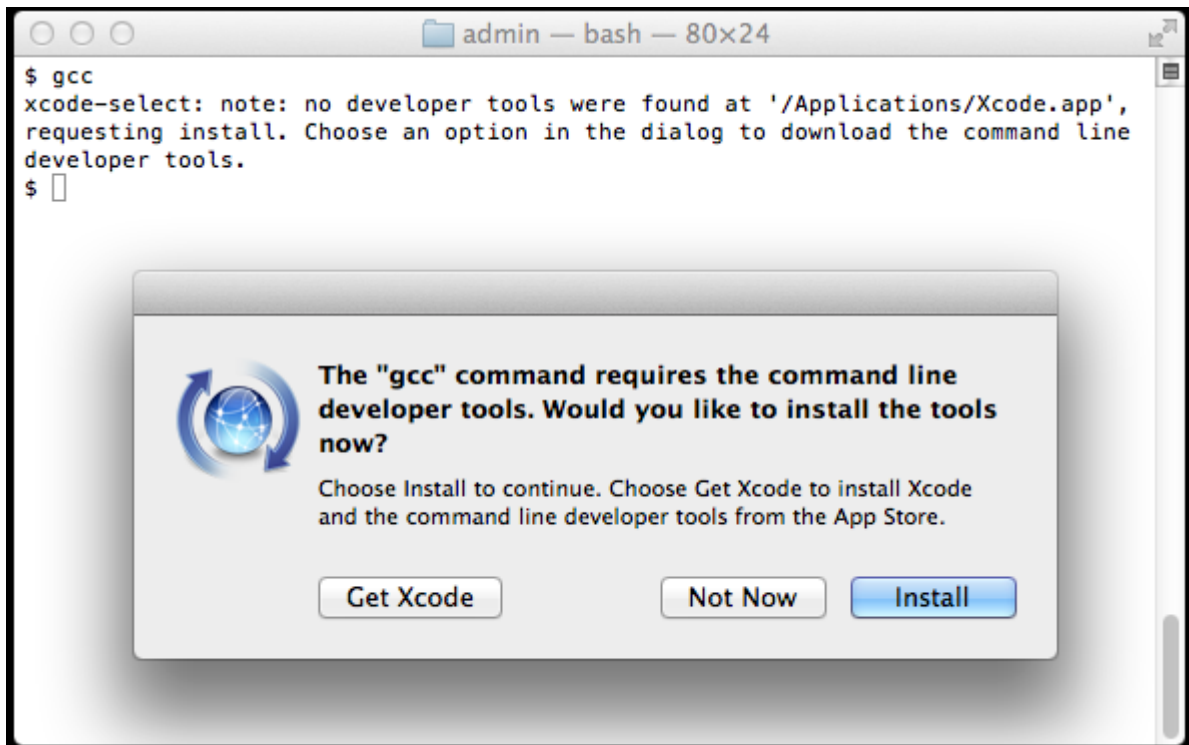 admin — bash — 80×24
$ gcc
xcode-select: note: no developer tools were found at '/Applications/Xcode.app',
requesting install. Choose an option in the dialog to download the command line
developer tools.
$
The "gcc" command requires the command line
developer tools. Would you like to install the tools
now?
Choose Install to continue. Choose Get Xcode to install Xcode
and the command line developer tools from the App Store.
Get Xcode Not Now Install